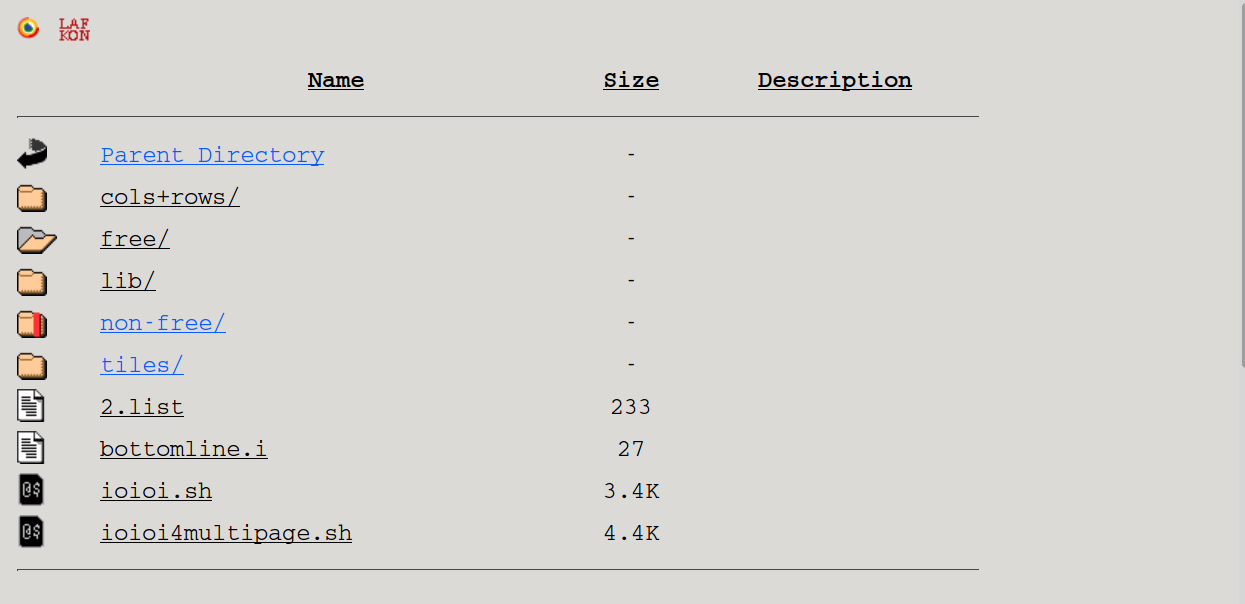 LAF
KON
Name Size Description
Parent Directory -
cols+rows/ -
free/ -
lib/ -
non-free/ -
tiles/ -
2.list 233
bottomline.i 27
@$ ioioi.sh 3.4K
@$ ioioi4multipage.sh 4.4K